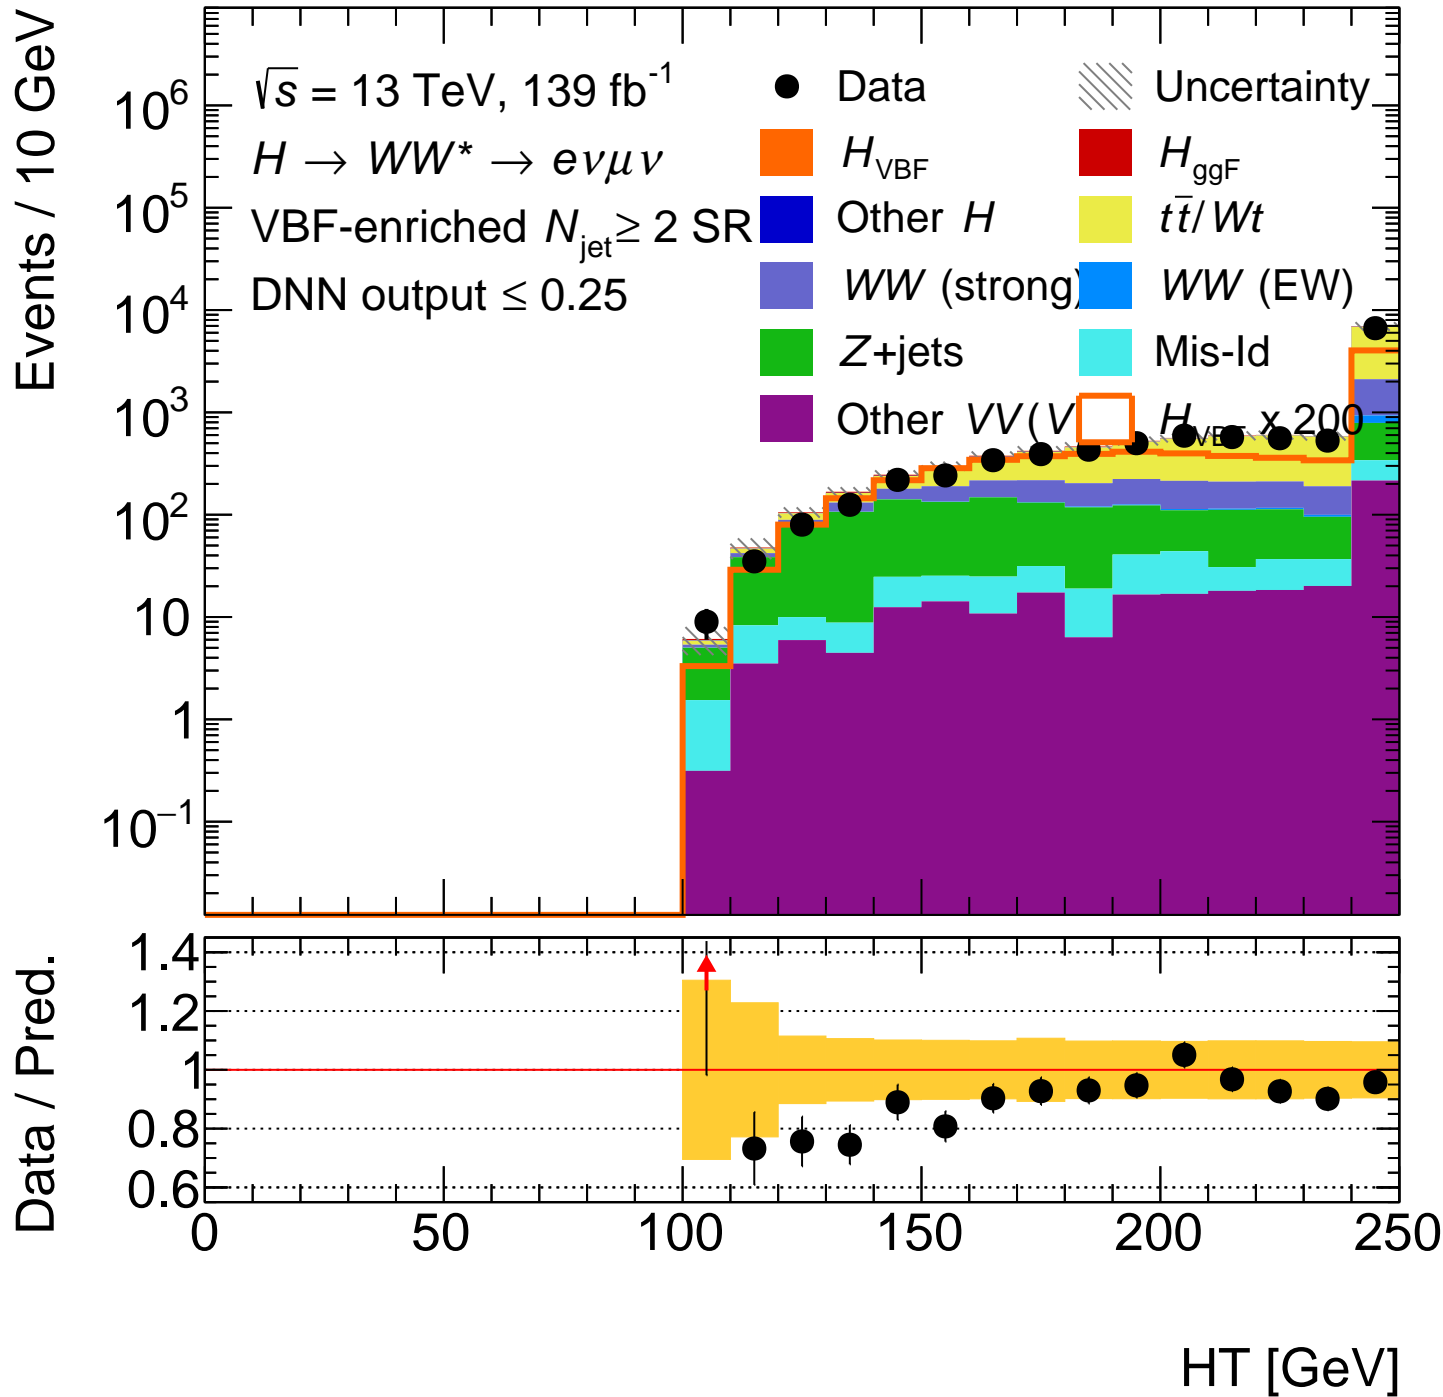 Events / 10 GeV
10⁶
10⁵
10⁴
10³
10²
10
1
10⁻¹
√s = 13 TeV, 139 fb⁻¹
H → WW* → eνμν
VBF-enriched N_jet ≥ 2 SR
DNN output ≤ 0.25
Data
Uncertainty
H_VBF
H_ggF
Other H
tt̄/Wt
WW (strong)
WW (EW)
Z+jets
Mis-Id
Other VV(V
H_VBF x 200
Data / Pred.
1.4
1.2
1
0.8
0.6
0 50 100 150 200 250
HT [GeV]